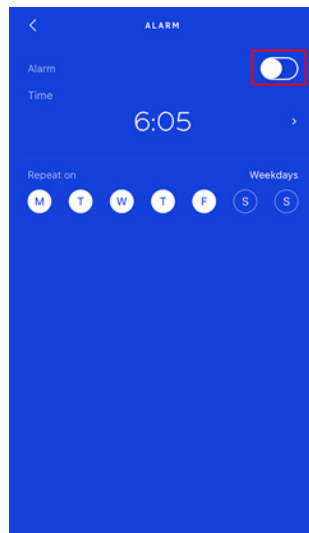 ALARM
Alarm
Time
6:05
Repeat on Weekdays
M T W T F S S